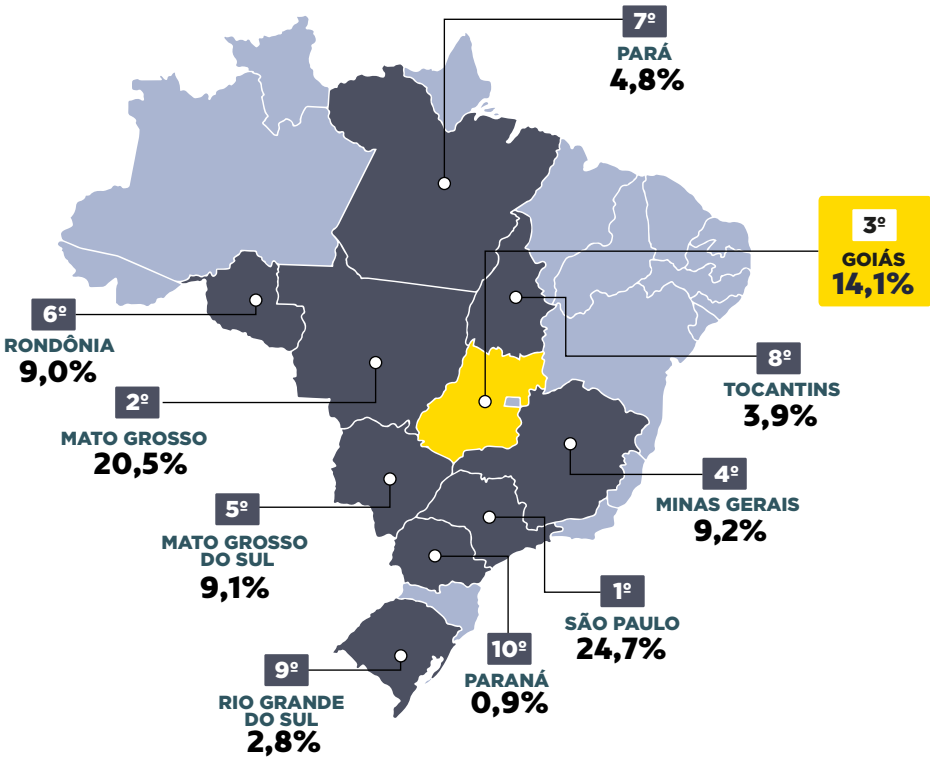 7º
PARÁ
4,8%
3º
GOIÁS
14,1%
6º
RONDÔNIA
9,0%
8º
TOCANTINS
3,9%
2º
MATO GROSSO
20,5%
4º
MINAS GERAIS
9,2%
5º
MATO GROSSO
DO SUL
9,1%
1º
SÃO PAULO
24,7%
10º
PARANÁ
0,9%
9º
RIO GRANDE
DO SUL
2,8%